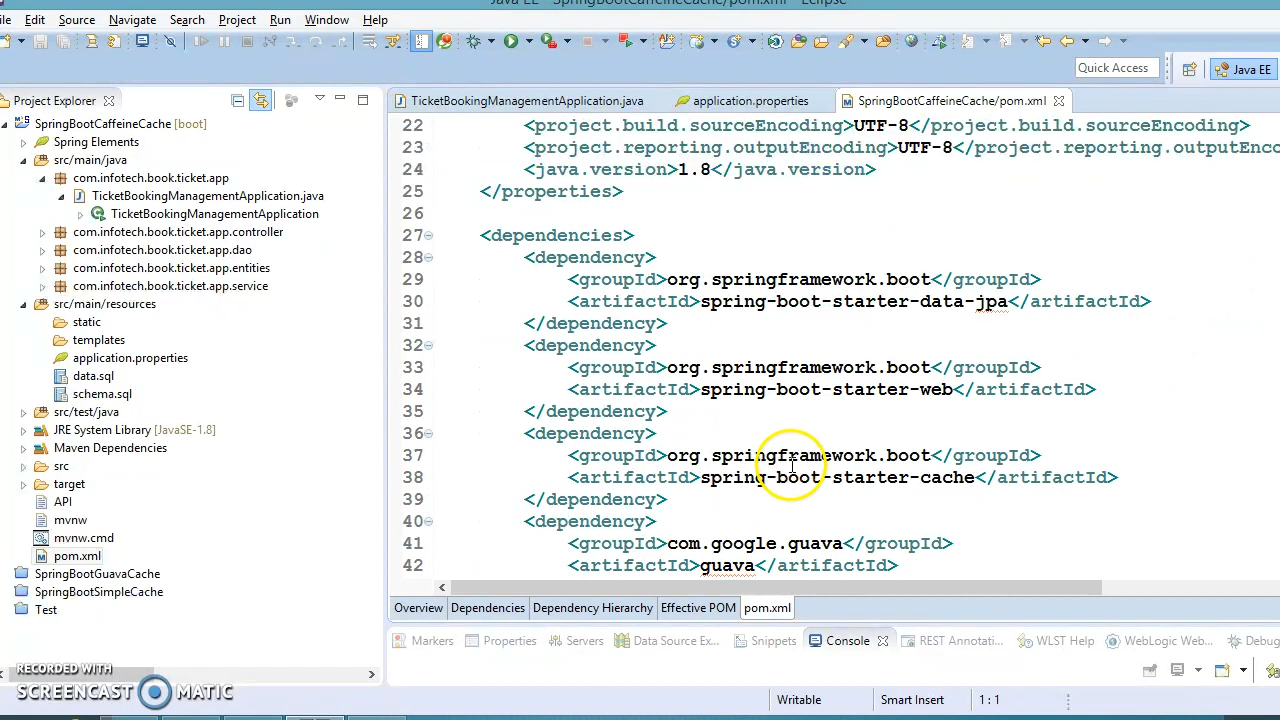 Java EE - SpringBootCaffeineCache/pom.xml - Eclipse
Edit Source Navigate Search Project Run Window Help
Quick Access
Java EE
Project Explorer
TicketBookingManagementApplication.java
application.properties
SpringBootCaffeineCache/pom.xml
SpringBootCaffeineCache [boot]
Spring Elements
src/main/java
com.infotech.book.ticket.app
TicketBookingManagementApplication.java
TicketBookingManagementApplication
com.infotech.book.ticket.app.controller
com.infotech.book.ticket.app.dao
com.infotech.book.ticket.app.entities
com.infotech.book.ticket.app.service
src/main/resources
static
templates
application.properties
data.sql
schema.sql
src/test/java
JRE System Library [JavaSE-1.8]
Maven Dependencies
src
target
API
mvnw
mvnw.cmd
pom.xml
SpringBootGuavaCache
SpringBootSimpleCache
Test
22 <project.build.sourceEncoding>UTF-8</project.build.sourceEncoding>
23 <project.reporting.outputEncoding>UTF-8</project.reporting.outputEnco
24 <java.version>1.8</java.version>
25 </properties>
26
27 <dependencies>
28 <dependency>
29 <groupId>org.springframework.boot</groupId>
30 <artifactId>spring-boot-starter-data-jpa</artifactId>
31 </dependency>
32 <dependency>
33 <groupId>org.springframework.boot</groupId>
34 <artifactId>spring-boot-starter-web</artifactId>
35 </dependency>
36 <dependency>
37 <groupId>org.springframework.boot</groupId>
38 <artifactId>spring-boot-starter-cache</artifactId>
39 </dependency>
40 <dependency>
41 <groupId>com.google.guava</groupId>
42 <artifactId>guava</artifactId>
Overview Dependencies Dependency Hierarchy Effective POM pom.xml
Markers Properties Servers Data Source Ex... Snippets Console REST Annotati... WLST Help WebLogic Web... Debug
Writable Smart Insert 1 : 1
RECORDED WITH
SCREENCAST MATIC